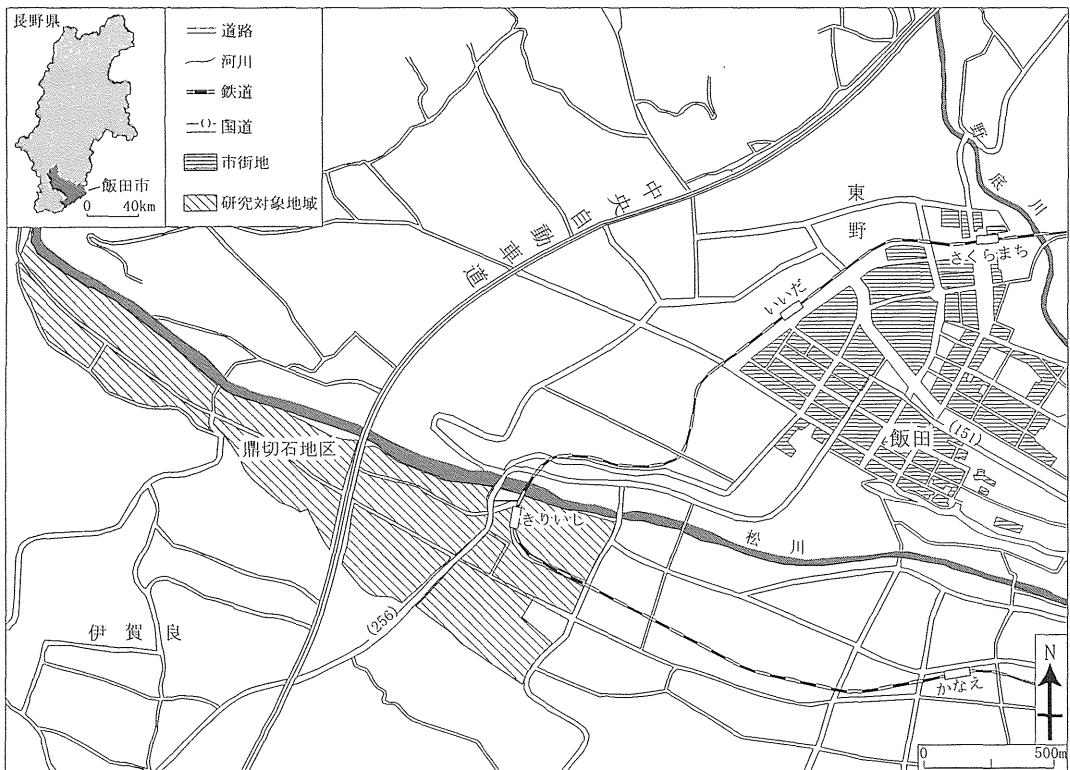 長野県
飯田市
0 40km
道路
河川
鉄道
国道
市街地
研究対象地域
中央自動車道
野底川
東野
さくらまち
いいだ
飯田
(151)
鼎切石地区
きりいし
松川
(256)
伊賀良
かなえ
N
0 500m